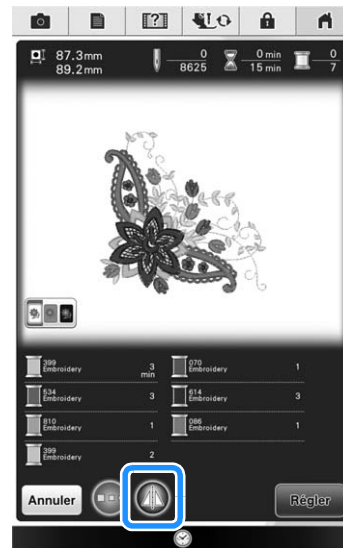 87.3mm
89.2mm
0
8625
0 min
15 min
0
7
399
Embroidery
3
min
070
Embroidery
1
534
Embroidery
3
614
Embroidery
3
810
Embroidery
1
086
Embroidery
1
399
Embroidery
2
Annuler
Régler